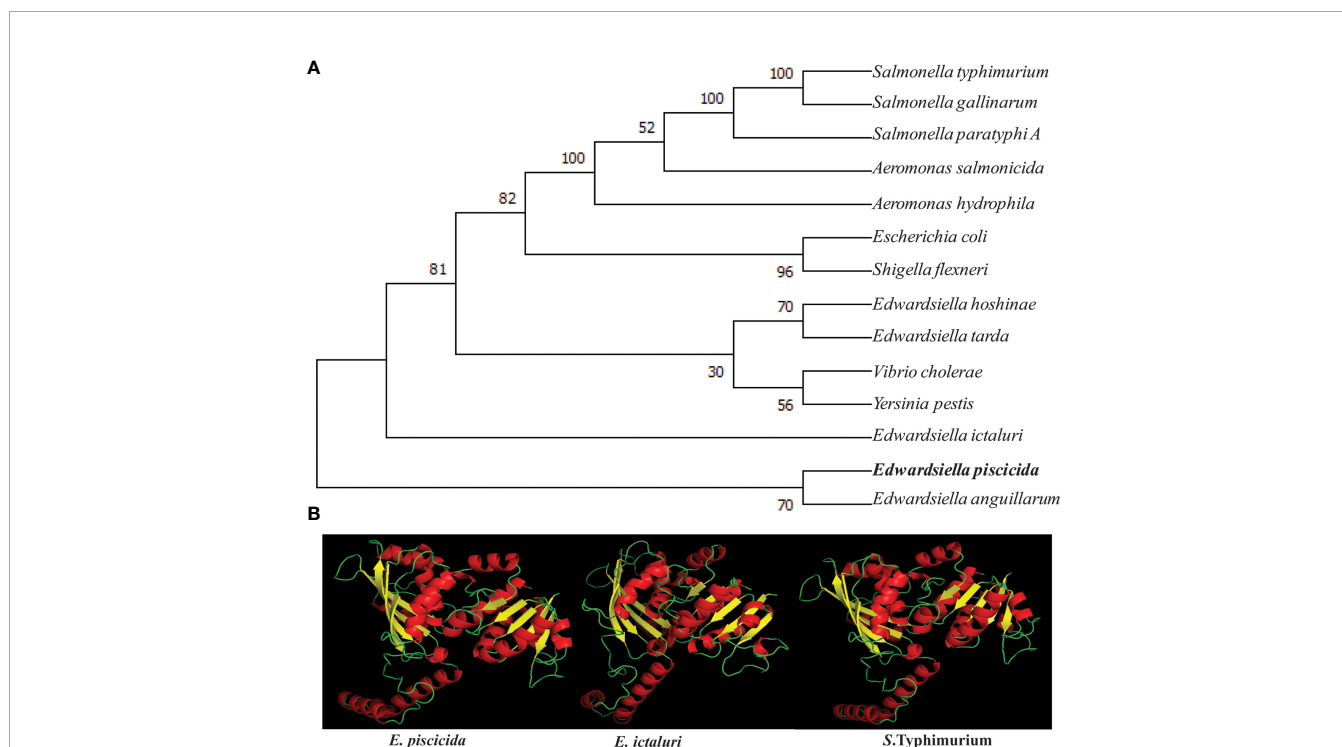 A
100
Salmonella typhimurium
Salmonella gallinarum
100
Salmonella paratyphi A
52
Aeromonas salmonicida
100
Aeromonas hydrophila
82
Escherichia coli
Shigella flexneri
96
81
Edwardsiella hoshinae
70
Edwardsiella tarda
30
Vibrio cholerae
Yersinia pestis
56
Edwardsiella ictaluri
Edwardsiella piscicida
Edwardsiella anguillarum
70
B
E. piscicida
E. ictaluri
S.Typhimurium